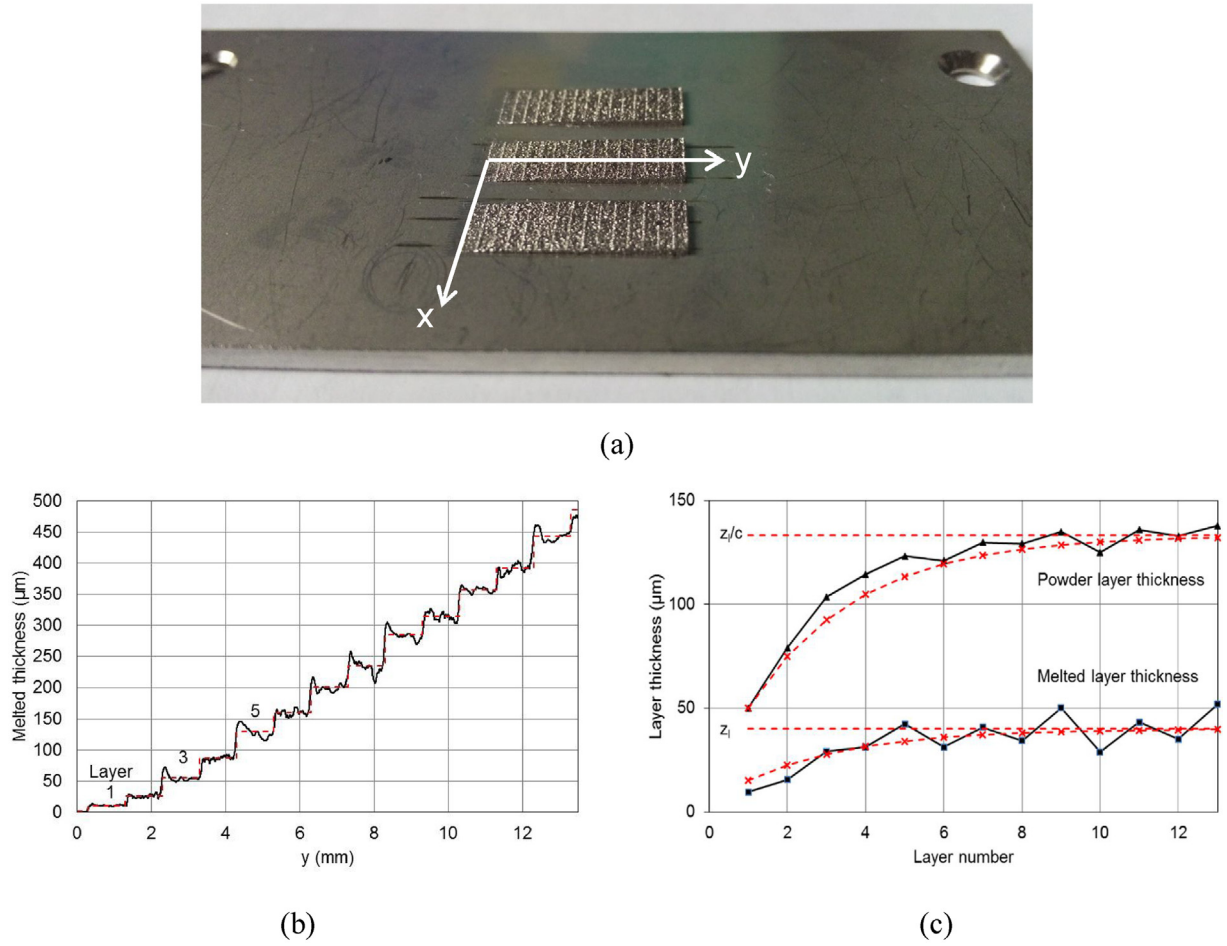 y
x
(a)
500
450
400
350
300
250
200
150
100
50
0
Melted thickness (µm)
Layer
1
3
5
0 2 4 6 8 10 12
y (mm)
(b)
150
100
50
0
Layer thickness (µm)
zₗ/c
Powder layer thickness
Melted layer thickness
zₗ
0 2 4 6 8 10 12
Layer number
(c)